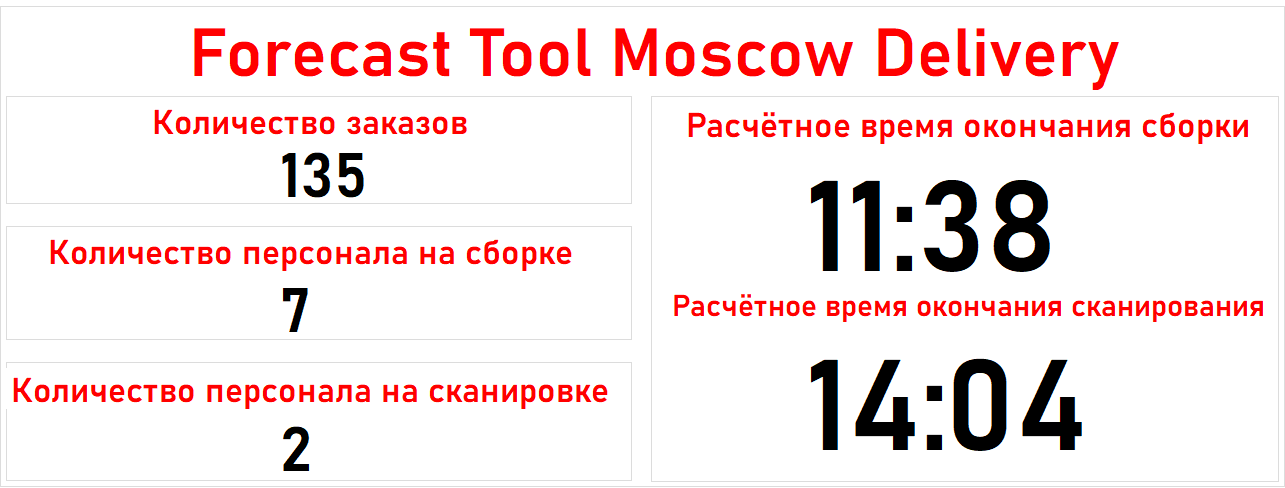 Forecast Tool Moscow Delivery
Количество заказов
135
Количество персонала на сборке
7
Количество персонала на сканировке
2
Расчётное время окончания сборки
11:38
Расчётное время окончания сканирования
14:04